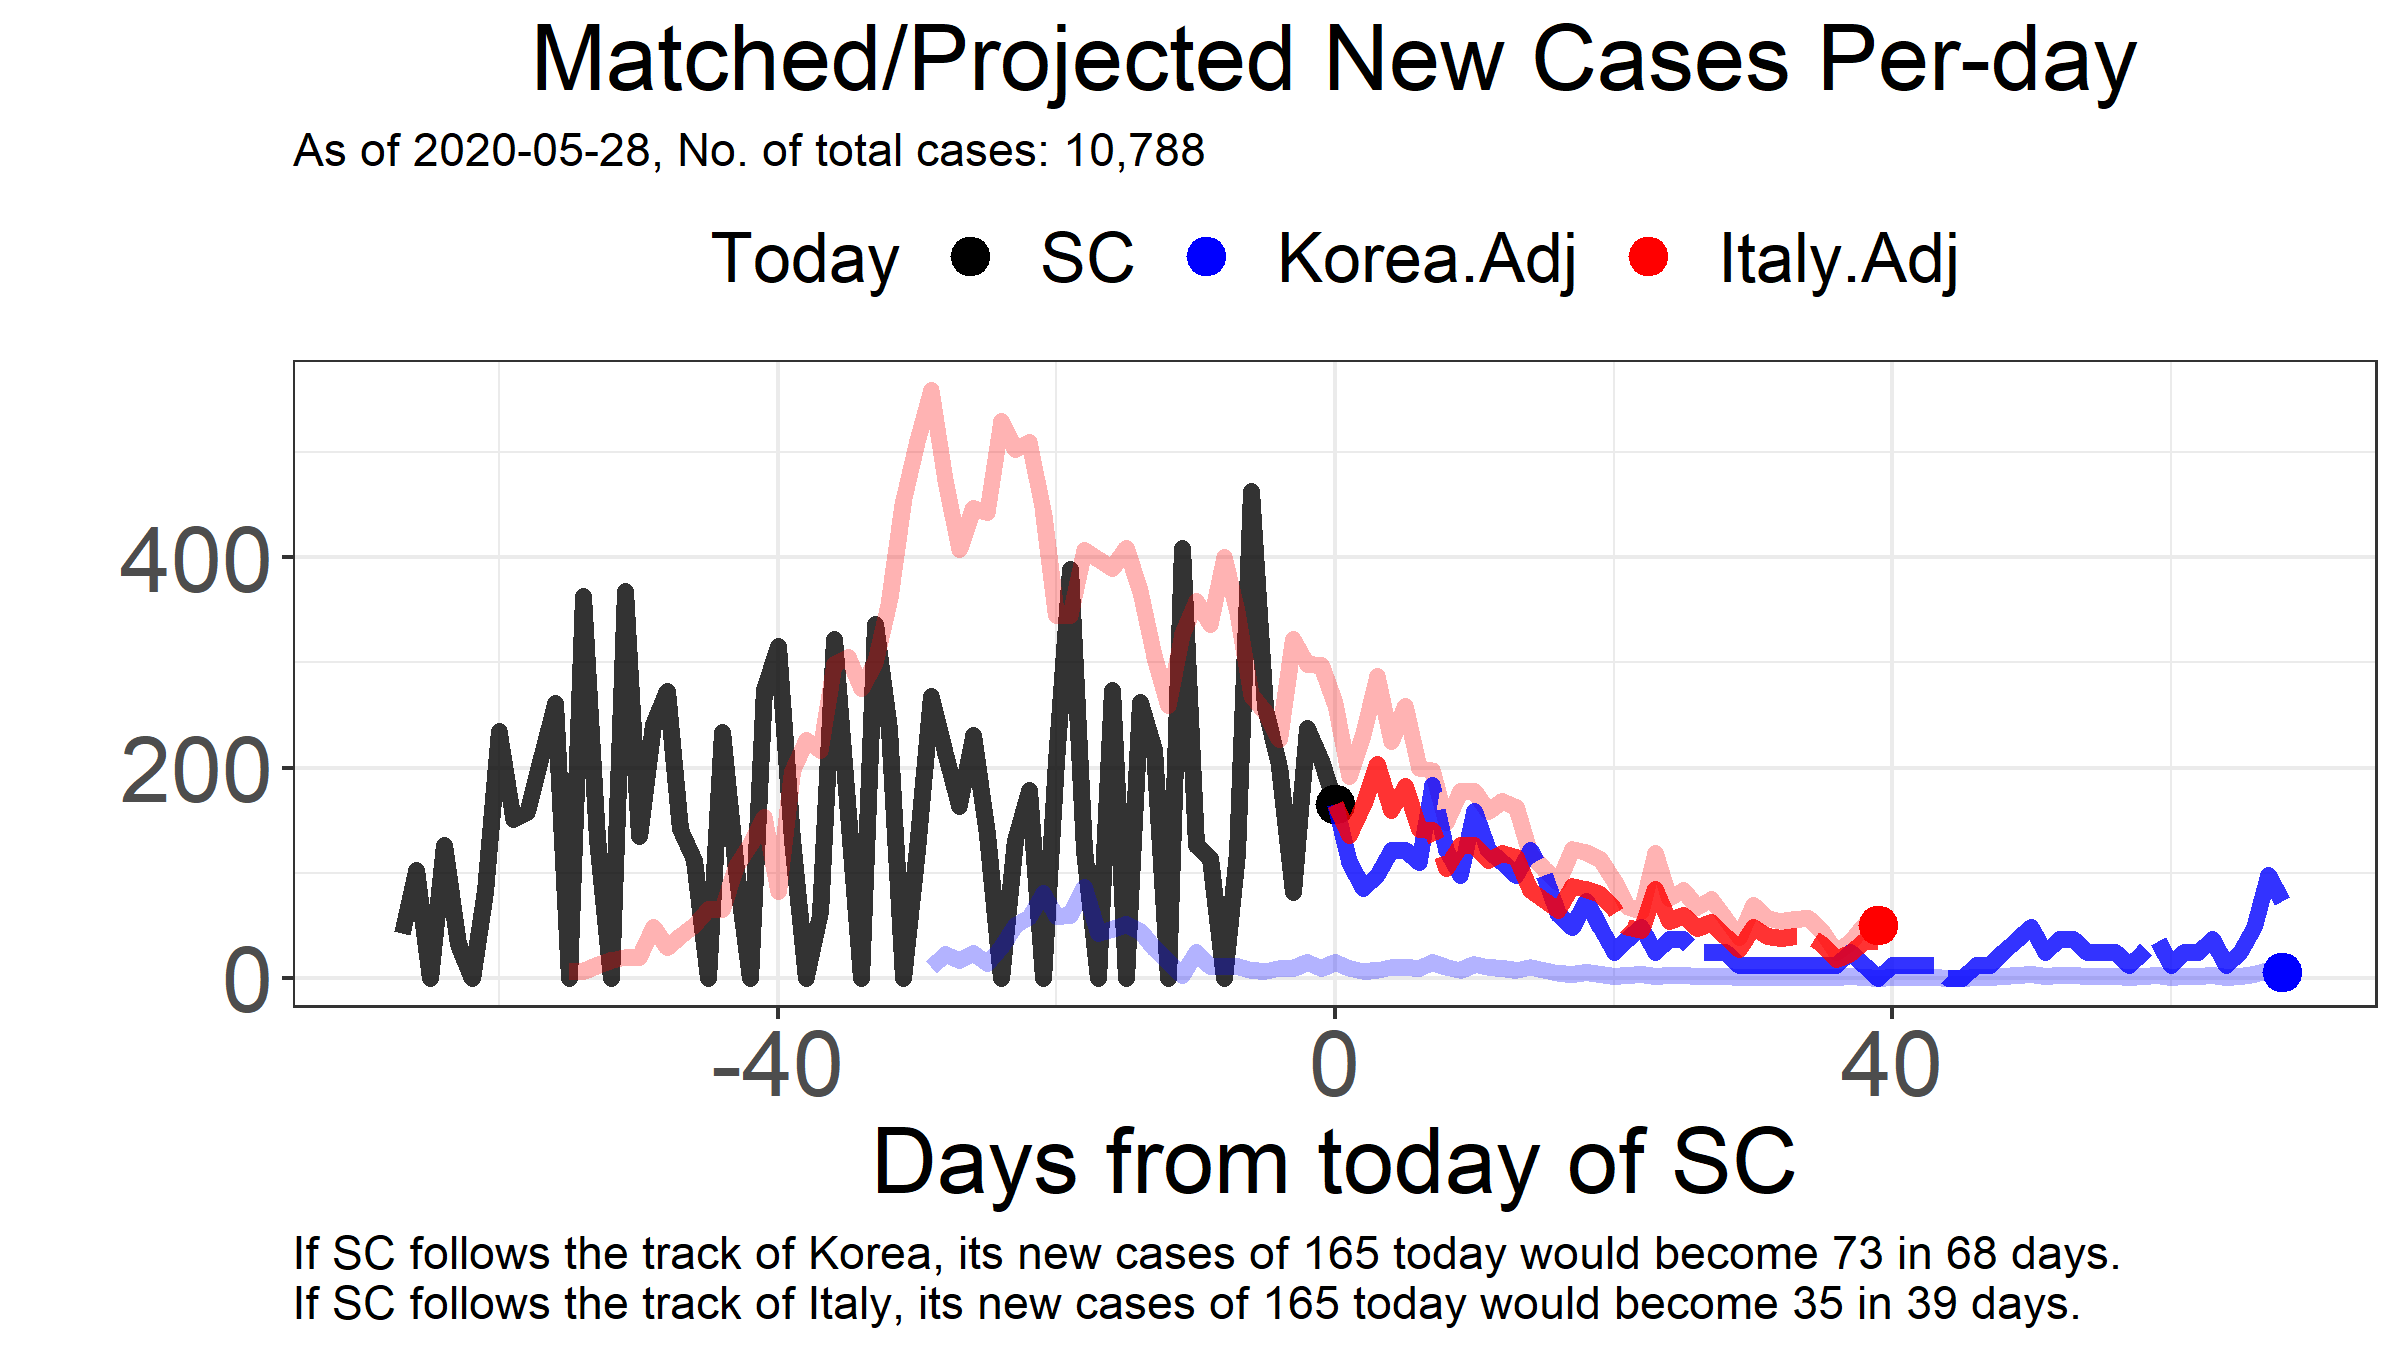 Matched/Projected New Cases Per-day
As of 2020-05-28, No. of total cases: 10,788
Today SC Korea.Adj Italy.Adj
400
200
0
-40 0 40
Days from today of SC
If SC follows the track of Korea, its new cases of 165 today would become 73 in 68 days.
If SC follows the track of Italy, its new cases of 165 today would become 35 in 39 days.